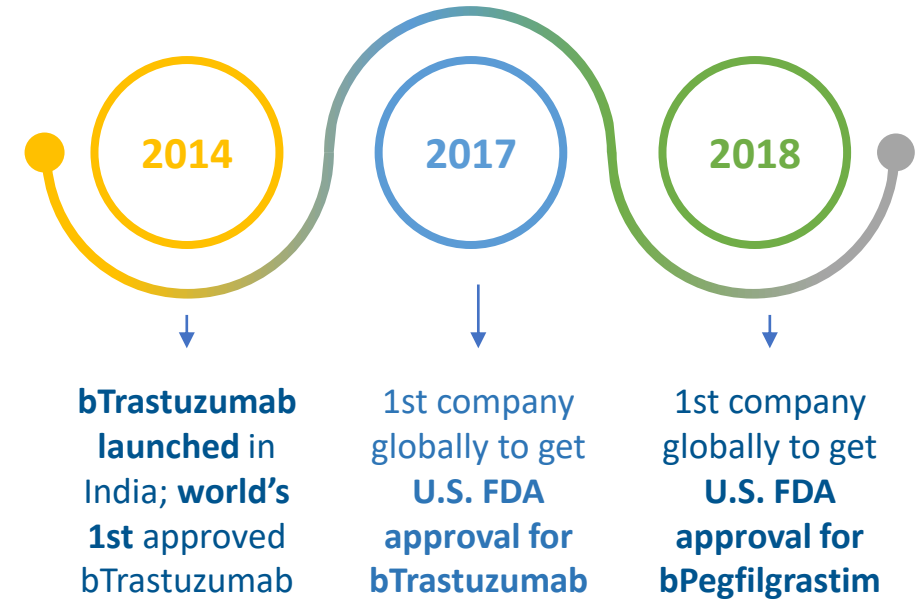 2014
2017
2018
bTrastuzumab
launched in
India; world’s
1st approved
bTrastuzumab
1st company
globally to get
U.S. FDA
approval for
bTrastuzumab
1st company
globally to get
U.S. FDA
approval for
bPegfilgrastim